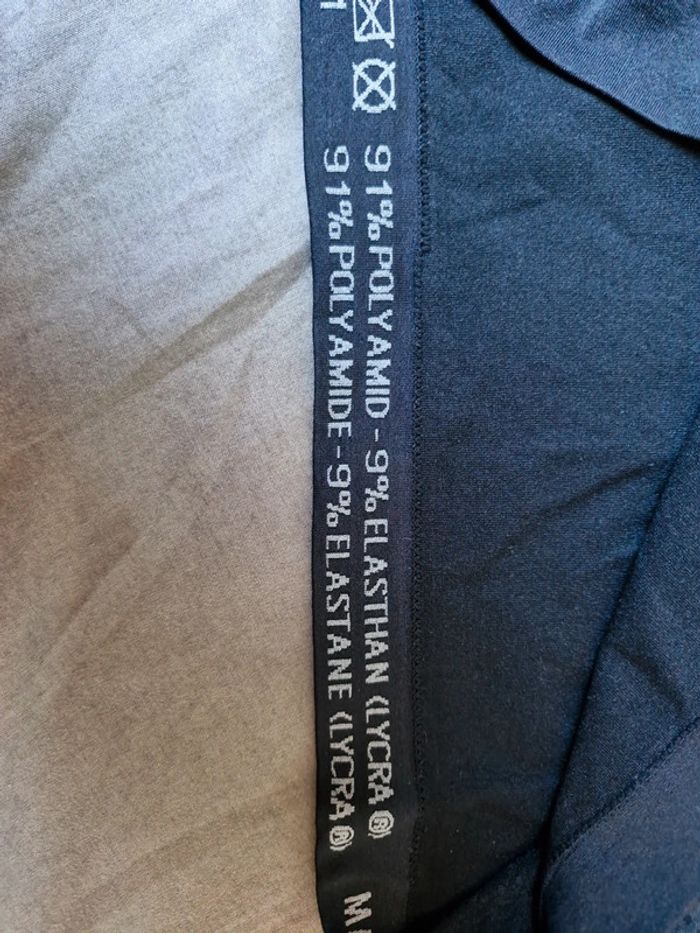 91% POLYAMID - 9% ELASTHAN (LYCRA®)
91% POLYAMIDE - 9% ELASTANE (LYCRA®)